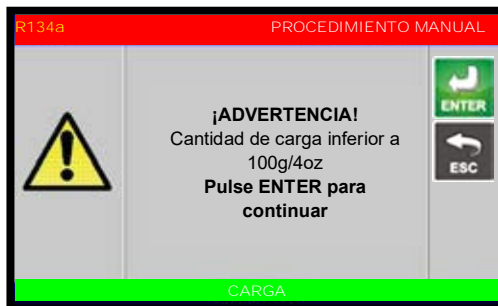 R134a PROCEDIMIENTO MANUAL
¡ADVERTENCIA!
Cantidad de carga inferior a
100g/4oz
Pulse ENTER para
continuar
ENTER
ESC
CARGA